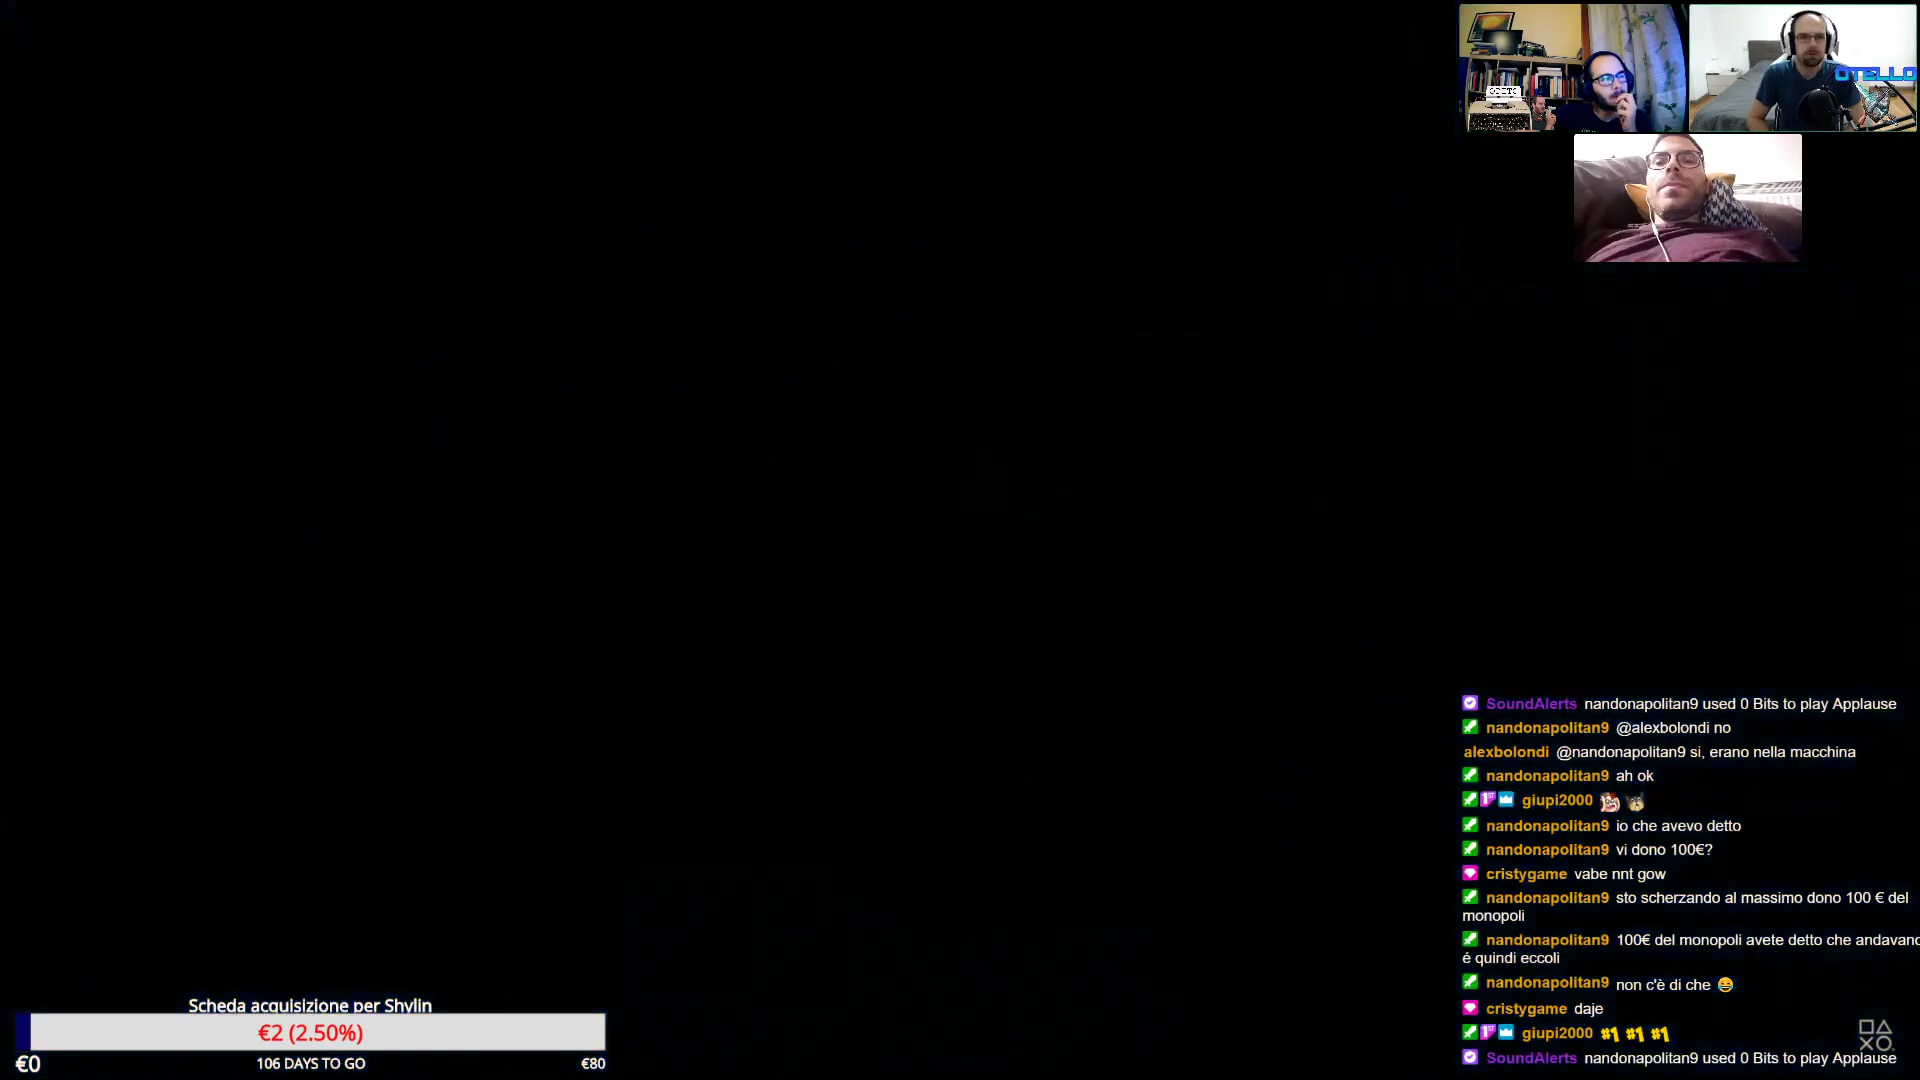 OTELLO
SoundAlerts nandonapolitan9 used 0 Bits to play Applause
nandonapolitan9 @alexbolondi no
alexbolondi @nandonapolitan9 si, erano nella macchina
nandonapolitan9 ah ok
giupi2000
nandonapolitan9 io che avevo detto
nandonapolitan9 vi dono 100€?
cristygame vabe nnt gow
nandonapolitan9 sto scherzando al massimo dono 100 € del
monopoli
nandonapolitan9 100€ del monopoli avete detto che andavano
é quindi eccoli
nandonapolitan9 non c'è di che
cristygame daje
giupi2000 #1 #1 #1
SoundAlerts nandonapolitan9 used 0 Bits to play Applause
Scheda acquisizione per Shylin
€2 (2.50%)
€0 106 DAYS TO GO €80